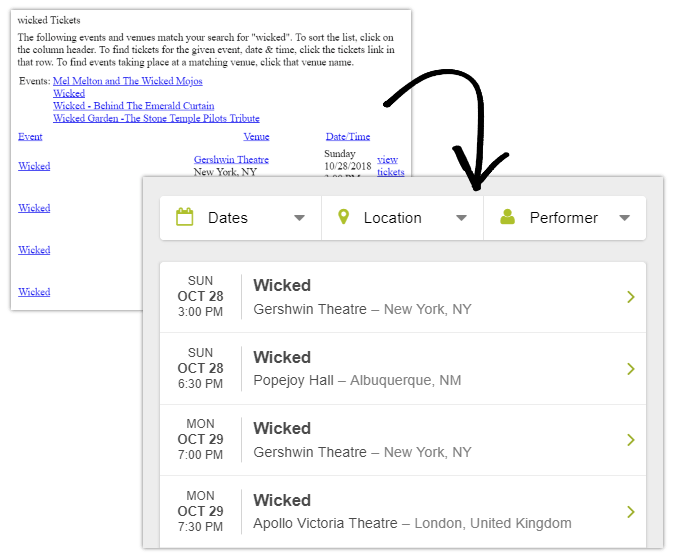 wicked Tickets
The following events and venues match your search for "wicked". To sort the list, click on
the column header. To find tickets for the given event, date & time, click the tickets link in
that row. To find events taking place at a matching venue, click that venue name.
Events: Mel Melton and The Wicked Mojos
Wicked
Wicked - Behind The Emerald Curtain
Wicked Garden -The Stone Temple Pilots Tribute
Event Venue Date/Time
Wicked
Gershwin Theatre
New York, NY
Sunday
10/28/2018
view
tickets
Wicked
Wicked
Wicked
Dates Location Performer
SUN
OCT 28
3:00 PM
Wicked
Gershwin Theatre – New York, NY
SUN
OCT 28
6:30 PM
Wicked
Popejoy Hall – Albuquerque, NM
MON
OCT 29
7:00 PM
Wicked
Gershwin Theatre – New York, NY
MON
OCT 29
7:30 PM
Wicked
Apollo Victoria Theatre – London, United Kingdom